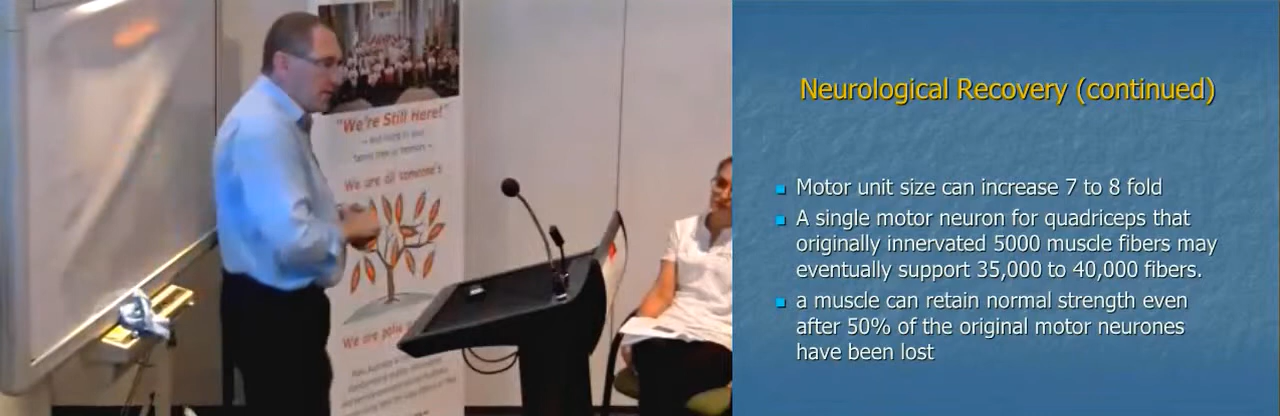 "We're Still Here!"
We are all someone's
We are polio
Neurological Recovery (continued)
Motor unit size can increase 7 to 8 fold
A single motor neuron for quadriceps that
originally innervated 5000 muscle fibers may
eventually support 35,000 to 40,000 fibers.
a muscle can retain normal strength even
after 50% of the original motor neurones
have been lost